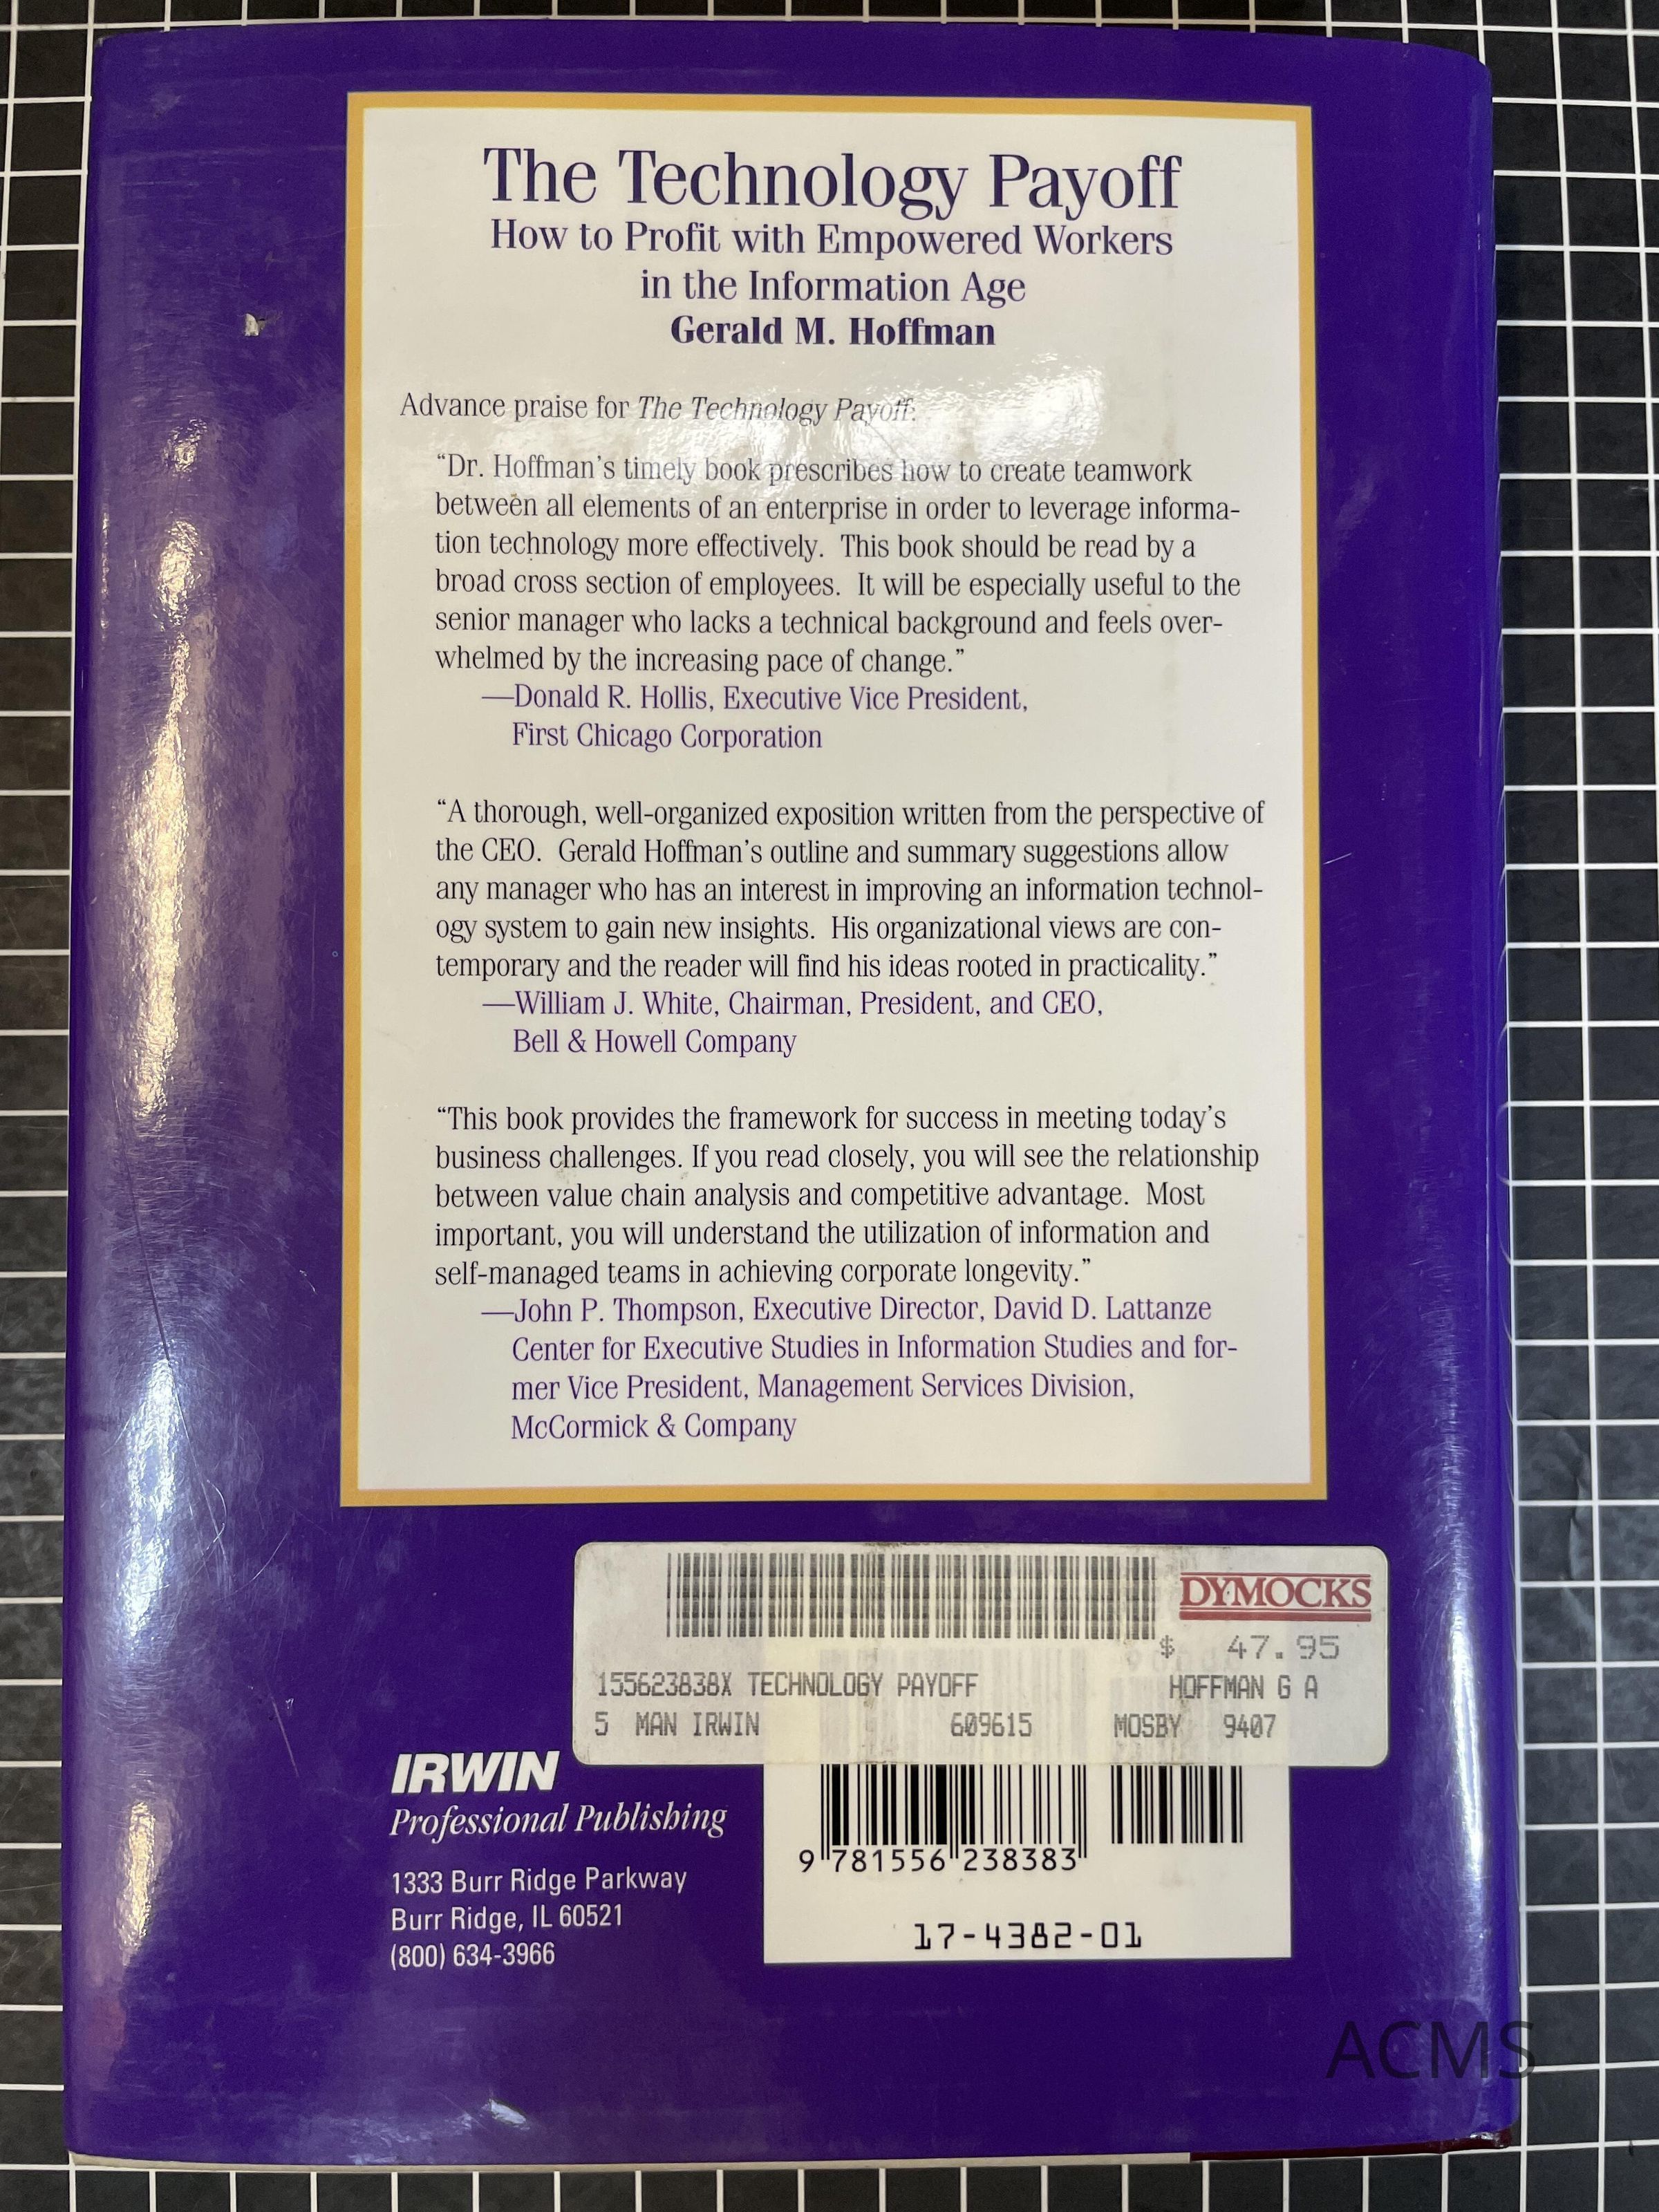 The Technology Payoff
How to Profit with Empowered Workers
in the Information Age
Gerald M. Hoffman
Advance praise for The Technology Payoff:
“Dr. Hoffman’s timely book prescribes how to create teamwork
between all elements of an enterprise in order to leverage informa-
tion technology more effectively.  This book should be read by a
broad cross section of employees.  It will be especially useful to the
senior manager who lacks a technical background and feels over-
whelmed by the increasing pace of change.”
—Donald R. Hollis, Executive Vice President,
First Chicago Corporation
“A thorough, well-organized exposition written from the perspective of
the CEO.  Gerald Hoffman’s outline and summary suggestions allow
any manager who has an interest in improving an information technol-
ogy system to gain new insights.  His organizational views are con-
temporary and the reader will find his ideas rooted in practicality.”
—William J. White, Chairman, President, and CEO,
Bell & Howell Company
“This book provides the framework for success in meeting today’s
business challenges. If you read closely, you will see the relationship
between value chain analysis and competitive advantage.  Most
important, you will understand the utilization of information and
self-managed teams in achieving corporate longevity.”
—John P. Thompson, Executive Director, David D. Lattanze
Center for Executive Studies in Information Studies and for-
mer Vice President, Management Services Division,
McCormick & Company
DYMOCKS
$ 47.95
155623838X TECHNOLOGY PAYOFF HOFFMAN G A
5 MAN IRWIN 609615 MOSBY 9407
IRWIN
Professional Publishing
1333 Burr Ridge Parkway
Burr Ridge, IL 60521
(800) 634-3966
9 781556 238383
17-4382-01
ACMS